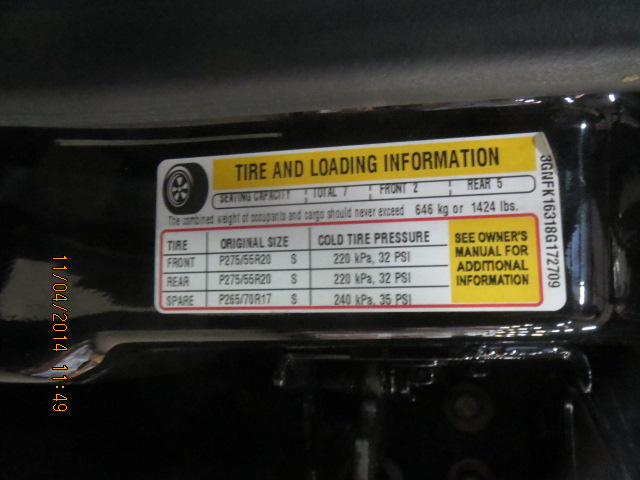 TIRE AND LOADING INFORMATION
SEATING CAPACITY TOTAL 7 FRONT 2 REAR 5
The combined weight of occupants and cargo should never exceed 646 kg or 1424 lbs.
TIRE ORIGINAL SIZE COLD TIRE PRESSURE
FRONT P275/55R20 S 220 kPa, 32 PSI
REAR P275/55R20 S 220 kPa, 32 PSI
SPARE P265/70R17 S 240 kPa, 35 PSI
SEE OWNER'S
MANUAL FOR
ADDITIONAL
INFORMATION
3GNFK16318G172709
11/04/2014 11:49